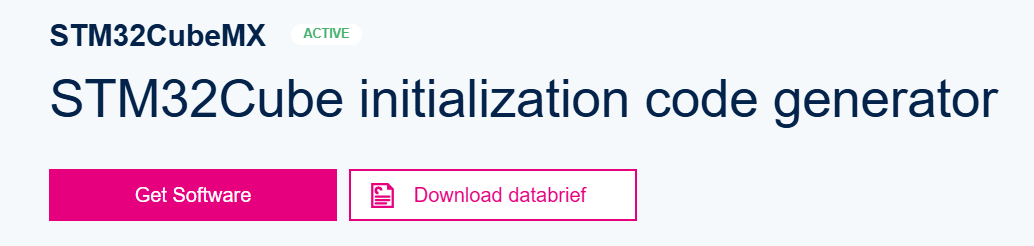 STM32CubeMX ACTIVE
STM32Cube initialization code generator
Get Software Download databrief